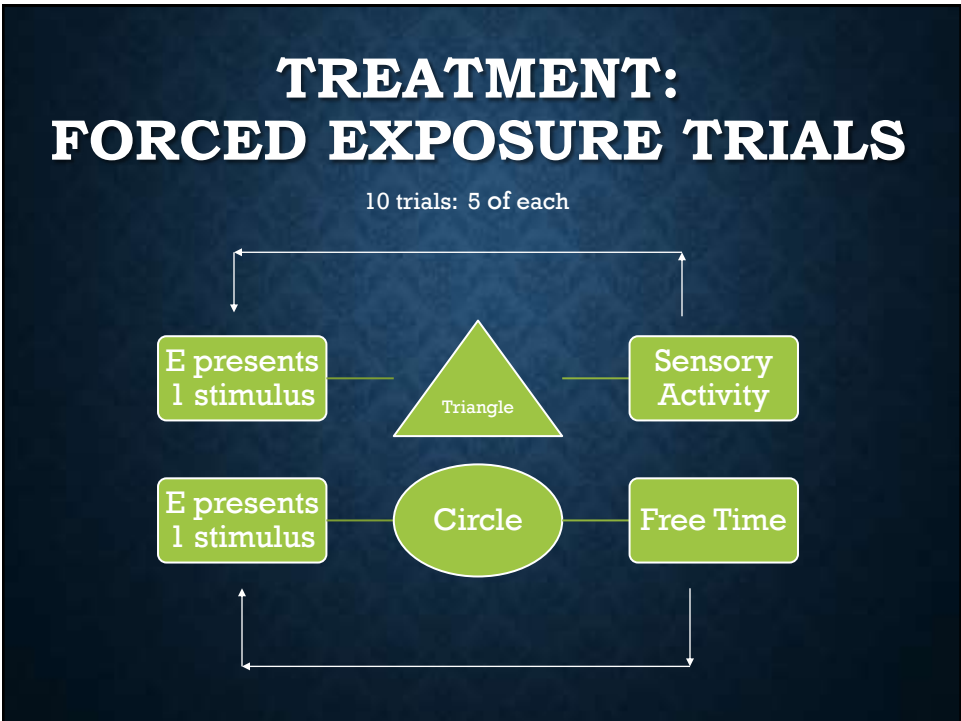 TREATMENT:
FORCED EXPOSURE TRIALS
10 trials: 5 of each
E presents
1 stimulus
Triangle
Sensory
Activity
E presents
1 stimulus
Circle
Free Time